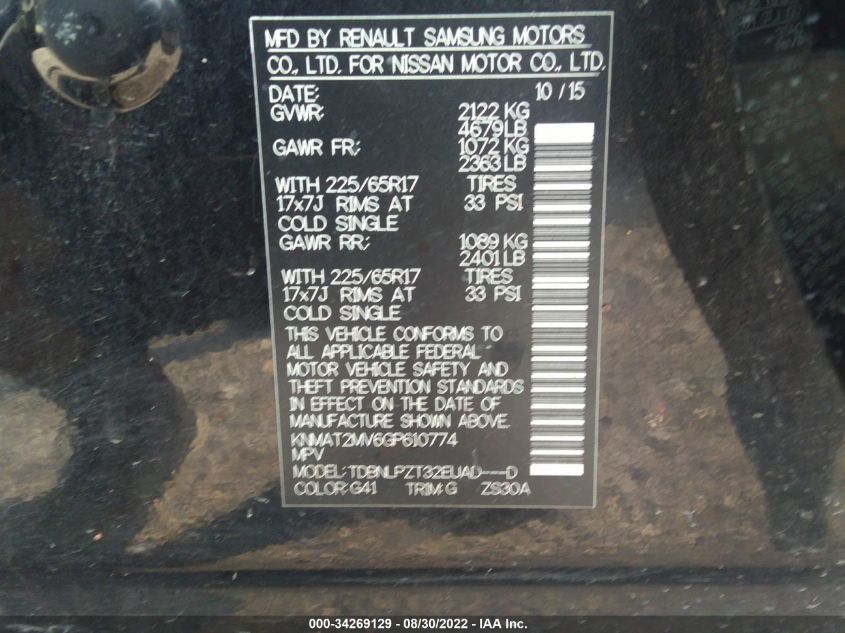 MFD BY RENAULT SAMSUNG MOTORS
CO., LTD. FOR NISSAN MOTOR CO., LTD.
DATE: 10 / 15
GVWR: 2122 KG
4679LB
GAWR FR: 1072 KG
2363 LB
WITH 225/65R17 TIRES
17x7J RIMS AT 33 PSI
COLD SINGLE
GAWR RR: 1089 KG
2401LB
WITH 225/65R17 TIRES
17x7J RIMS AT 33 PSI
COLD SINGLE
THIS VEHICLE CONFORMS TO
ALL APPLICABLE FEDERAL
MOTOR VEHICLE SAFETY AND
THEFT PREVENTION STANDARDS
IN EFFECT ON THE DATE OF
MANUFACTURE SHOWN ABOVE.
KNMAT2MV6GP610774
MPV
MODEL: TDBNLPZT32EUAD---D
COLOR: G41 TRIM: G ZS30A
000-34269129 - 08/30/2022 - IAA Inc.